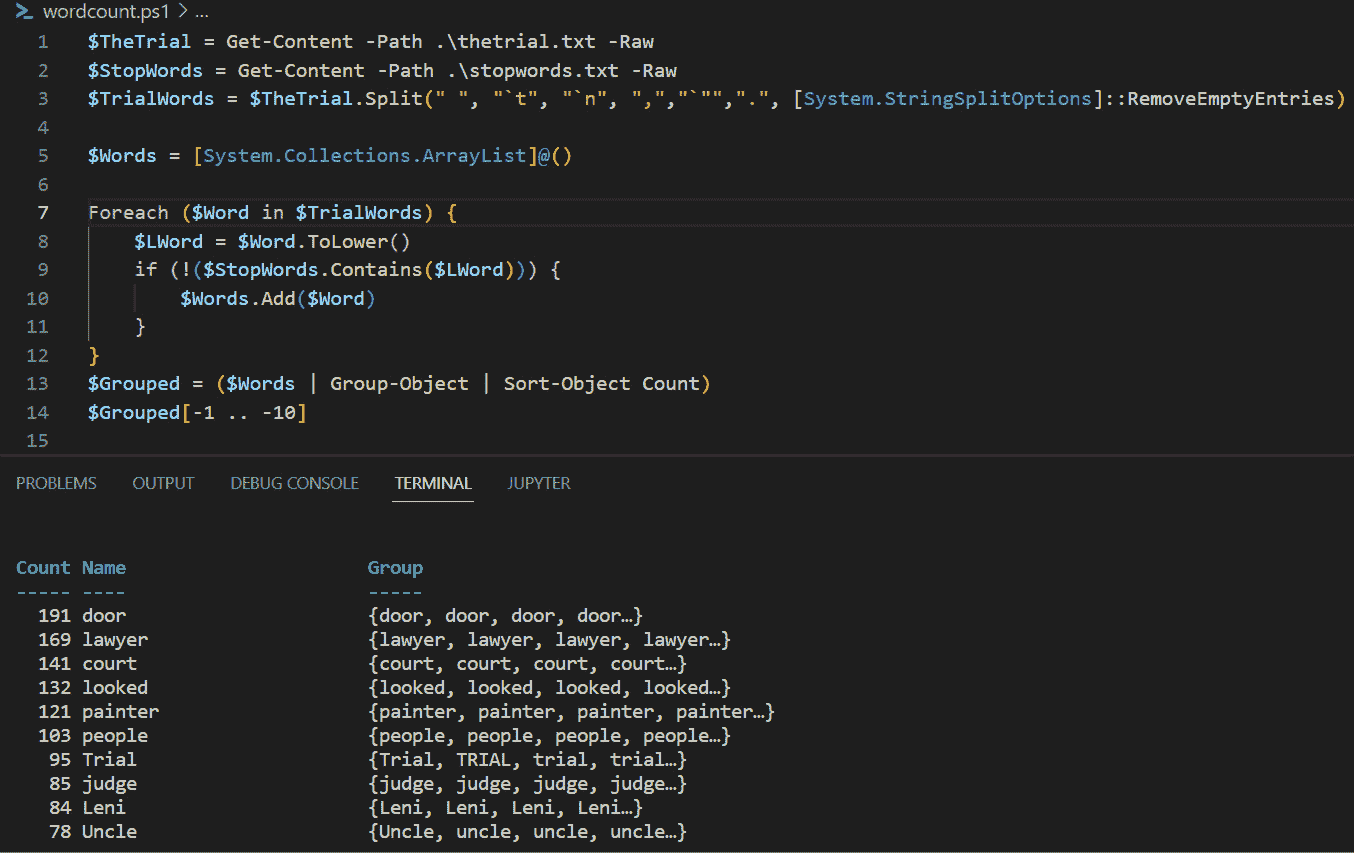 wordcount.ps1 > ...
1 $TheTrial = Get-Content -Path .\thetrial.txt -Raw
2 $StopWords = Get-Content -Path .\stopwords.txt -Raw
3 $TrialWords = $TheTrial.Split(" ", "`t", "`n", ",","`"",".", [System.StringSplitOptions]::RemoveEmptyEntries)
4
5 $Words = [System.Collections.ArrayList]@()
6
7 Foreach ($Word in $TrialWords) {
8     $LWord = $Word.ToLower()
9     if (!($StopWords.Contains($LWord))) {
10         $Words.Add($Word)
11     }
12 }
13 $Grouped = ($Words | Group-Object | Sort-Object Count)
14 $Grouped[-1 .. -10]
15
PROBLEMS OUTPUT DEBUG CONSOLE TERMINAL JUPYTER
Count Name Group
----- ---- -----
191 door {door, door, door, door…}
169 lawyer {lawyer, lawyer, lawyer, lawyer…}
141 court {court, court, court, court…}
132 looked {looked, looked, looked, looked…}
121 painter {painter, painter, painter, painter…}
103 people {people, people, people, people…}
95 Trial {Trial, TRIAL, trial, trial…}
85 judge {judge, judge, judge, judge…}
84 Leni {Leni, Leni, Leni, Leni…}
78 Uncle {Uncle, uncle, uncle, uncle…}